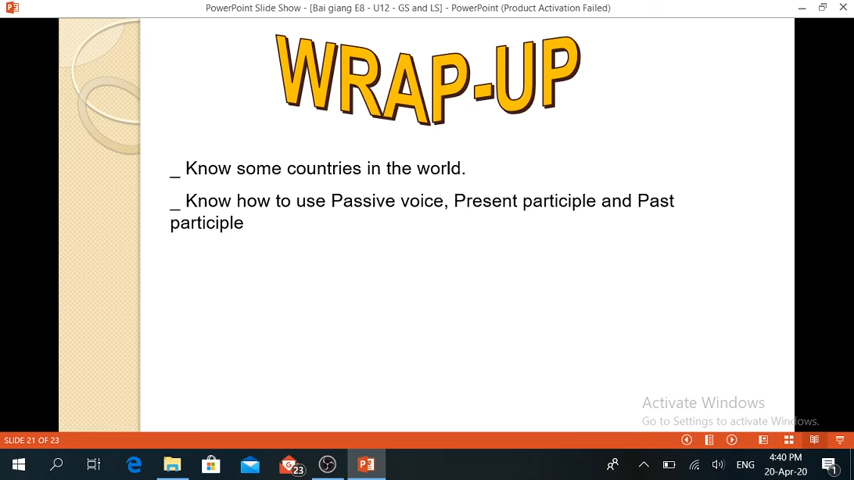 PowerPoint Slide Show - [Bai giang E8 - U12 - GS and LS] - PowerPoint (Product Activation Failed)
WRAP-UP
_ Know some countries in the world.
_ Know how to use Passive voice, Present participle and Past
participle
Activate Windows
Go to Settings to activate Windows.
SLIDE 21 OF 23
23
ENG
4:40 PM
20-Apr-20
1